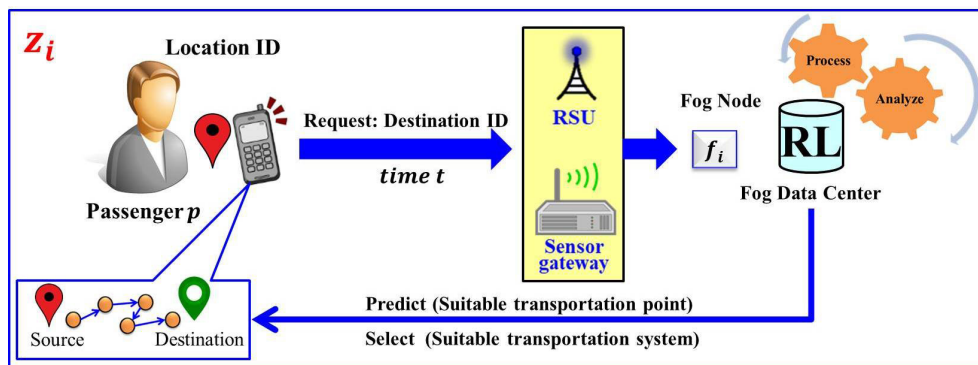 z_i
Location ID
Passenger p
Request: Destination ID
time t
RSU
Sensor
gateway
Fog Node
f_i
Process
Analyze
RL
Fog Data Center
Predict (Suitable transportation point)
Select (Suitable transportation system)
Source
Destination